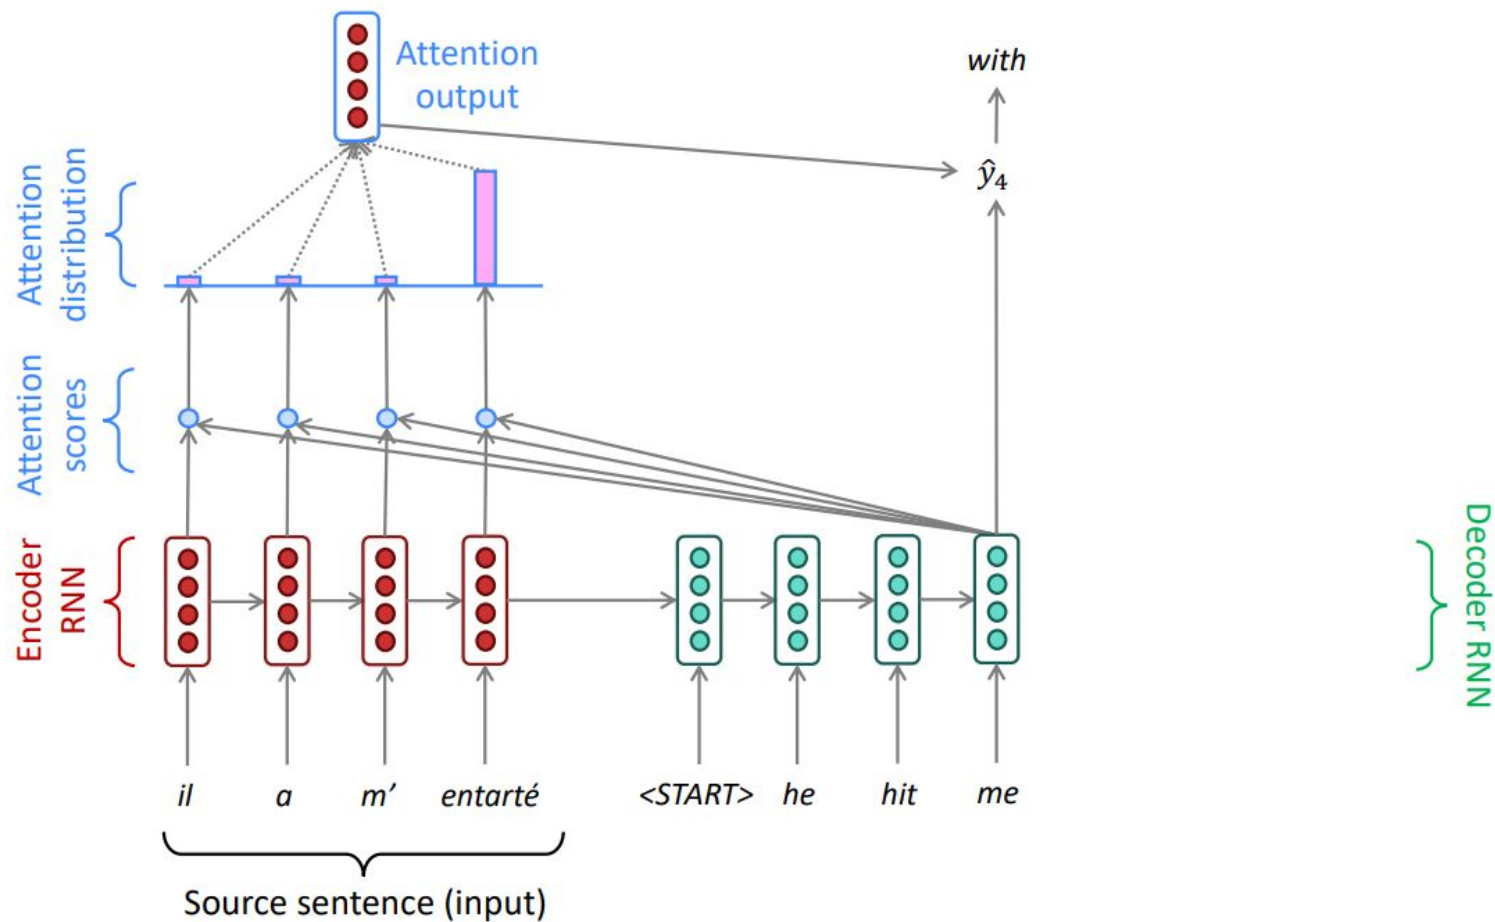 Attention
output
with
ŷ₄
Attention
distribution
Attention
scores
Encoder
RNN
Decoder RNN
il a m’ entarté <START> he hit me
Source sentence (input)